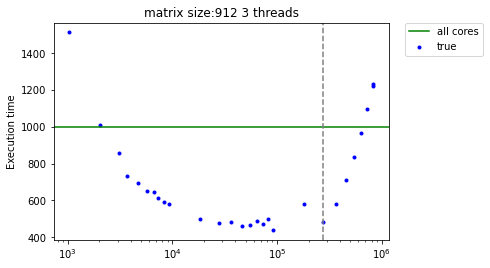 matrix size:912 3 threads
all cores
true
Execution time
1400
1200
1000
800
600
400
10³ 10⁴ 10⁵ 10⁶